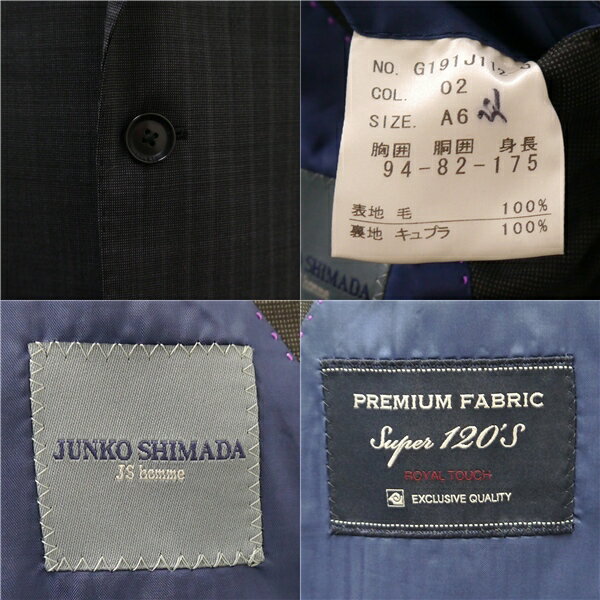 NO. G191J11
COL. 02
SIZE. A6
胸囲 胴囲 身長
94-82-175
表地 毛 100%
裏地 キュプラ 100%
SHIMADA
JUNKO SHIMADA
JS homme
PREMIUM FABRIC
Super 120'S
ROYAL TOUCH
EXCLUSIVE QUALITY